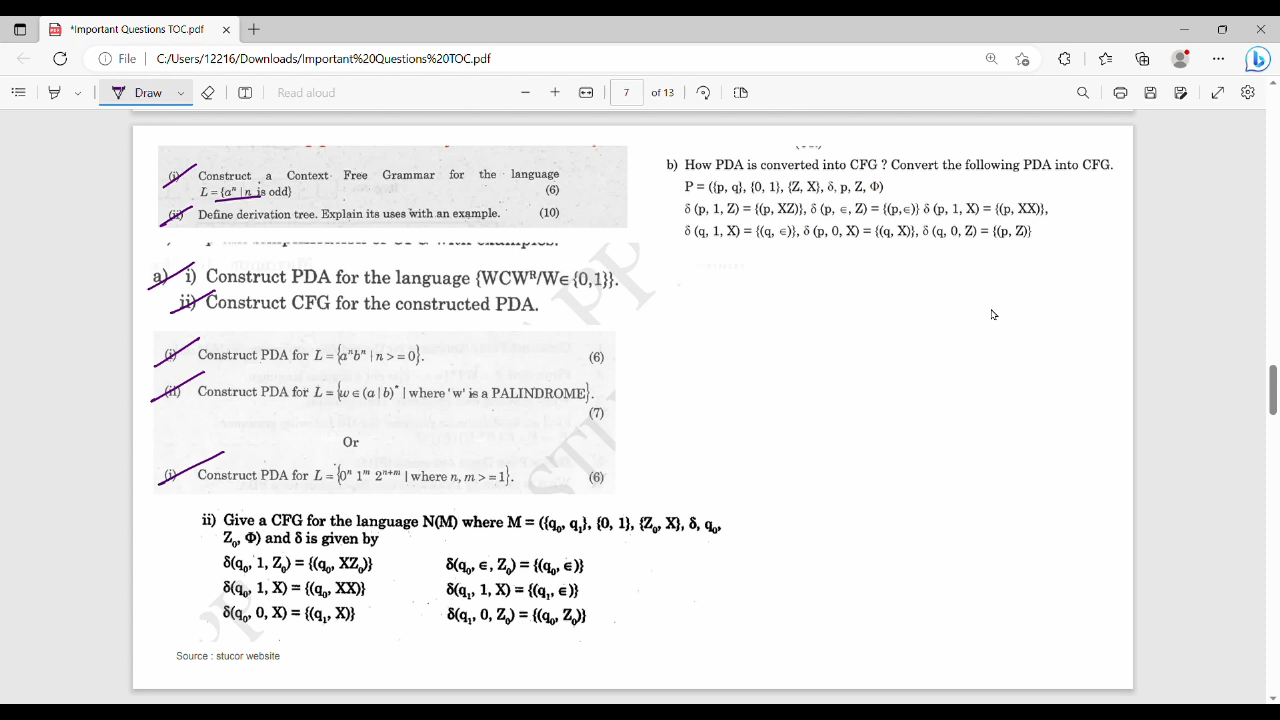 *Important Questions TOC.pdf
File
C:/Users/12216/Downloads/Important%20Questions%20TOC.pdf
Draw
Read aloud
7 of 13
(i) Construct a Context Free Grammar for the language
L = {aⁿ | n is odd} (6)
(ii) Define derivation tree. Explain its uses with an example. (10)
a) i) Construct PDA for the language {WCWᴿ/W∈{0,1}}.
ii) Construct CFG for the constructed PDA.
(i) Construct PDA for L = {aⁿbⁿ | n >= 0}. (6)
(ii) Construct PDA for L = {w ∈ (a | b)* | where 'w' is a PALINDROME}.
(7)
Or
(i) Construct PDA for L = {0ⁿ 1ᵐ 2ⁿ⁺ᵐ | where n, m >= 1}. (6)
ii) Give a CFG for the language N(M) where M = ({q₀, q₁}, {0, 1}, {Z₀, X}, δ, q₀,
Z₀, Φ) and δ is given by
δ(q₀, 1, Z₀) = {(q₀, XZ₀)} δ(q₀, ∈, Z₀) = {(q₀, ∈)}
δ(q₀, 1, X) = {(q₀, XX)} δ(q₁, 1, X) = {(q₁, ∈)}
δ(q₀, 0, X) = {(q₁, X)} δ(q₁, 0, Z₀) = {(q₀, Z₀)}
Source : stucor website
b) How PDA is converted into CFG ? Convert the following PDA into CFG.
P = ({p, q}, {0, 1}, {Z, X}, δ, p, Z, Φ)
δ (p, 1, Z) = {(p, XZ)}, δ (p, ∈, Z) = {(p,∈)} δ (p, 1, X) = {(p, XX)},
δ (q, 1, X) = {(q, ∈)}, δ (p, 0, X) = {(q, X)}, δ (q, 0, Z) = {(p, Z)}